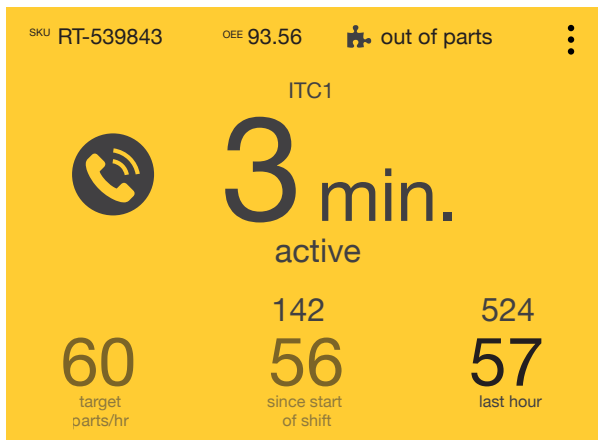 SKU RT-539843 OEE 93.56 out of parts
ITC1
3 min.
active
142 524
60 56 57
target since start last hour
parts/hr of shift